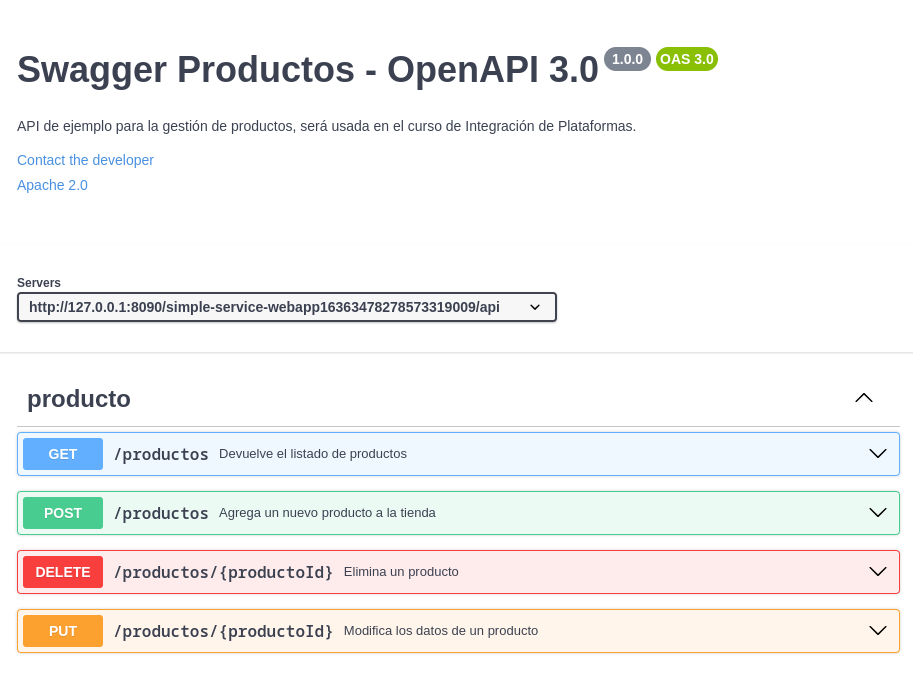 Swagger Productos - OpenAPI 3.0 1.0.0 OAS 3.0
API de ejemplo para la gestión de productos, será usada en el curso de Integración de Plataformas.
Contact the developer
Apache 2.0
Servers
http://127.0.0.1:8090/simple-service-webapp16363478278573319009/api
producto
GET /productos Devuelve el listado de productos
POST /productos Agrega un nuevo producto a la tienda
DELETE /productos/{productoId} Elimina un producto
PUT /productos/{productoId} Modifica los datos de un producto